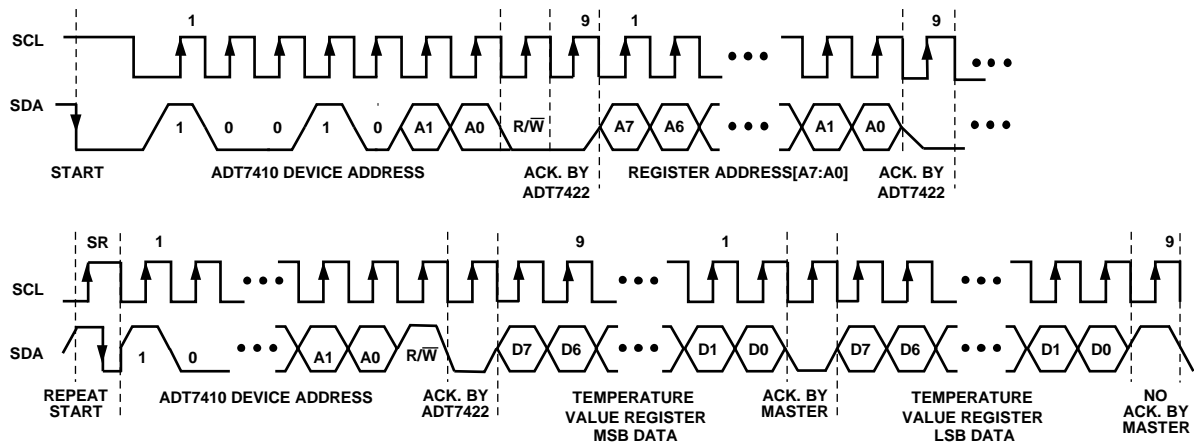 1 9 1 9
SCL
SDA
1 0 0 1 0 A1 A0 R/W̅ A7 A6 A1 A0
START ADT7410 DEVICE ADDRESS ACK. BY REGISTER ADDRESS[A7:A0] ACK. BY
ADT7422 ADT7422
SR 1 9 1 9
SCL
SDA
1 0 A1 A0 R/W̅ D7 D6 D1 D0 D7 D6 D1 D0
REPEAT ADT7410 DEVICE ADDRESS ACK. BY TEMPERATURE ACK. BY TEMPERATURE NO
START ADT7422 VALUE REGISTER MASTER VALUE REGISTER ACK. BY
MSB DATA LSB DATA MASTER